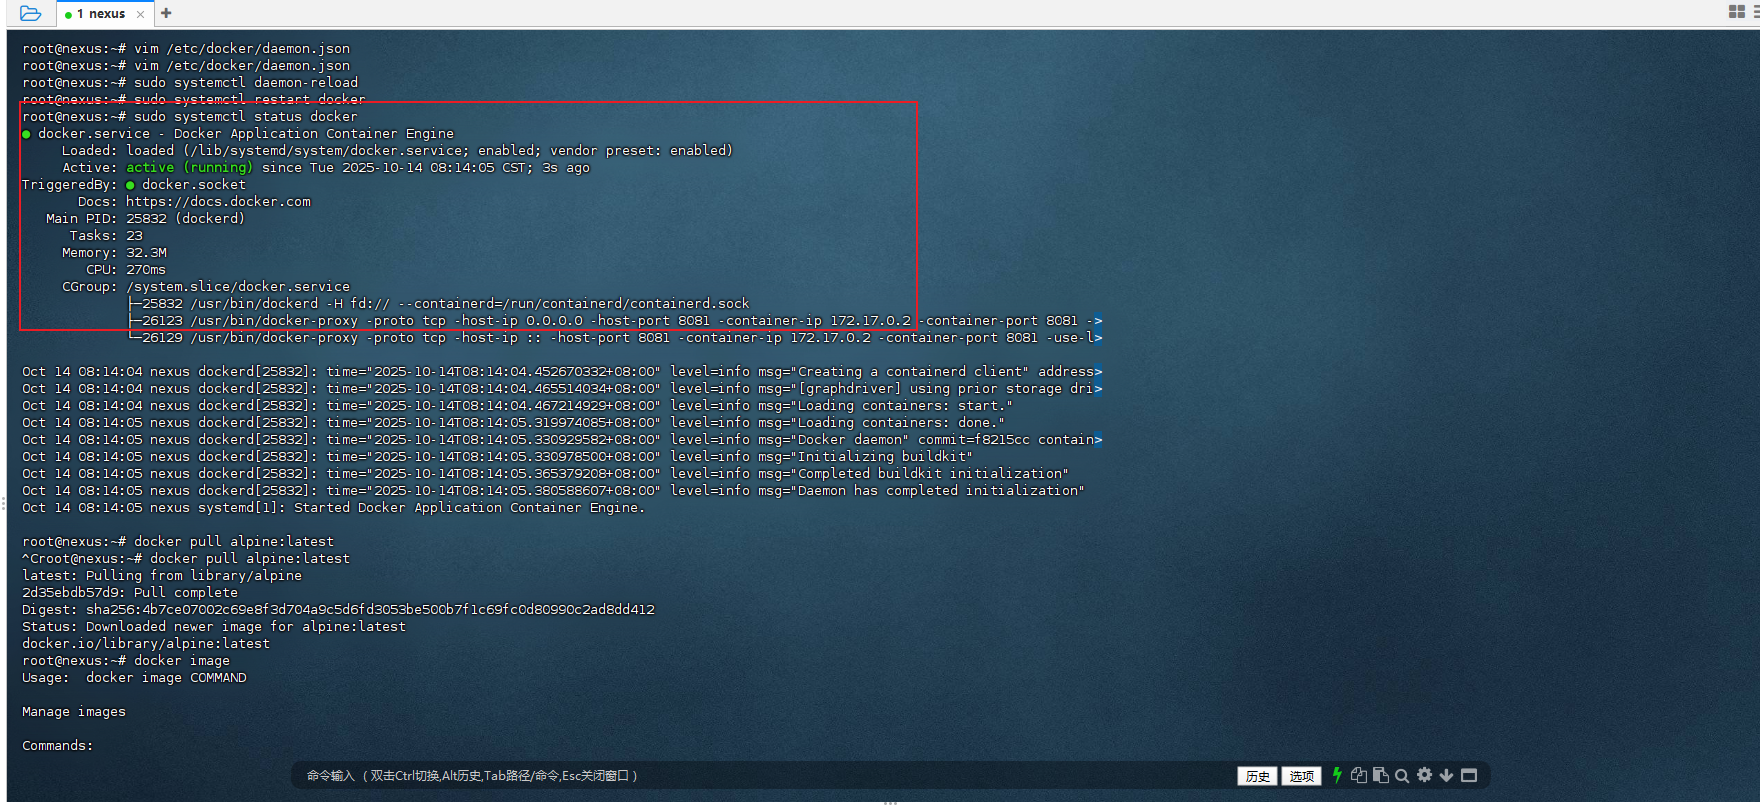 1 nexus
root@nexus:~# vim /etc/docker/daemon.json
root@nexus:~# vim /etc/docker/daemon.json
root@nexus:~# sudo systemctl daemon-reload
root@nexus:~# sudo systemctl restart docker
root@nexus:~# sudo systemctl status docker
● docker.service - Docker Application Container Engine
Loaded: loaded (/lib/systemd/system/docker.service; enabled; vendor preset: enabled)
Active: active (running) since Tue 2025-10-14 08:14:05 CST; 3s ago
TriggeredBy: ● docker.socket
Docs: https://docs.docker.com
Main PID: 25832 (dockerd)
Tasks: 23
Memory: 32.3M
CPU: 270ms
CGroup: /system.slice/docker.service
├─25832 /usr/bin/dockerd -H fd:// --containerd=/run/containerd/containerd.sock
├─26123 /usr/bin/docker-proxy -proto tcp -host-ip 0.0.0.0 -host-port 8081 -container-ip 172.17.0.2 -container-port 8081 ->
└─26129 /usr/bin/docker-proxy -proto tcp -host-ip :: -host-port 8081 -container-ip 172.17.0.2 -container-port 8081 -use-l>
Oct 14 08:14:04 nexus dockerd[25832]: time="2025-10-14T08:14:04.452670332+08:00" level=info msg="Creating a containerd client" address>
Oct 14 08:14:04 nexus dockerd[25832]: time="2025-10-14T08:14:04.465514034+08:00" level=info msg="[graphdriver] using prior storage dri>
Oct 14 08:14:04 nexus dockerd[25832]: time="2025-10-14T08:14:04.467214929+08:00" level=info msg="Loading containers: start."
Oct 14 08:14:05 nexus dockerd[25832]: time="2025-10-14T08:14:05.319974085+08:00" level=info msg="Loading containers: done."
Oct 14 08:14:05 nexus dockerd[25832]: time="2025-10-14T08:14:05.330929582+08:00" level=info msg="Docker daemon" commit=f8215cc contain>
Oct 14 08:14:05 nexus dockerd[25832]: time="2025-10-14T08:14:05.330978500+08:00" level=info msg="Initializing buildkit"
Oct 14 08:14:05 nexus dockerd[25832]: time="2025-10-14T08:14:05.365379208+08:00" level=info msg="Completed buildkit initialization"
Oct 14 08:14:05 nexus dockerd[25832]: time="2025-10-14T08:14:05.380588607+08:00" level=info msg="Daemon has completed initialization"
Oct 14 08:14:05 nexus systemd[1]: Started Docker Application Container Engine.
root@nexus:~# docker pull alpine:latest
^Croot@nexus:~# docker pull alpine:latest
latest: Pulling from library/alpine
2d35ebdb57d9: Pull complete
Digest: sha256:4b7ce07002c69e8f3d704a9c5d6fd3053be500b7f1c69fc0d80990c2ad8dd412
Status: Downloaded newer image for alpine:latest
docker.io/library/alpine:latest
root@nexus:~# docker image
Usage:  docker image COMMAND
Manage images
Commands:
命令输入 （双击Ctrl切换,Alt历史,Tab路径/命令,Esc关闭窗口） 历史 选项